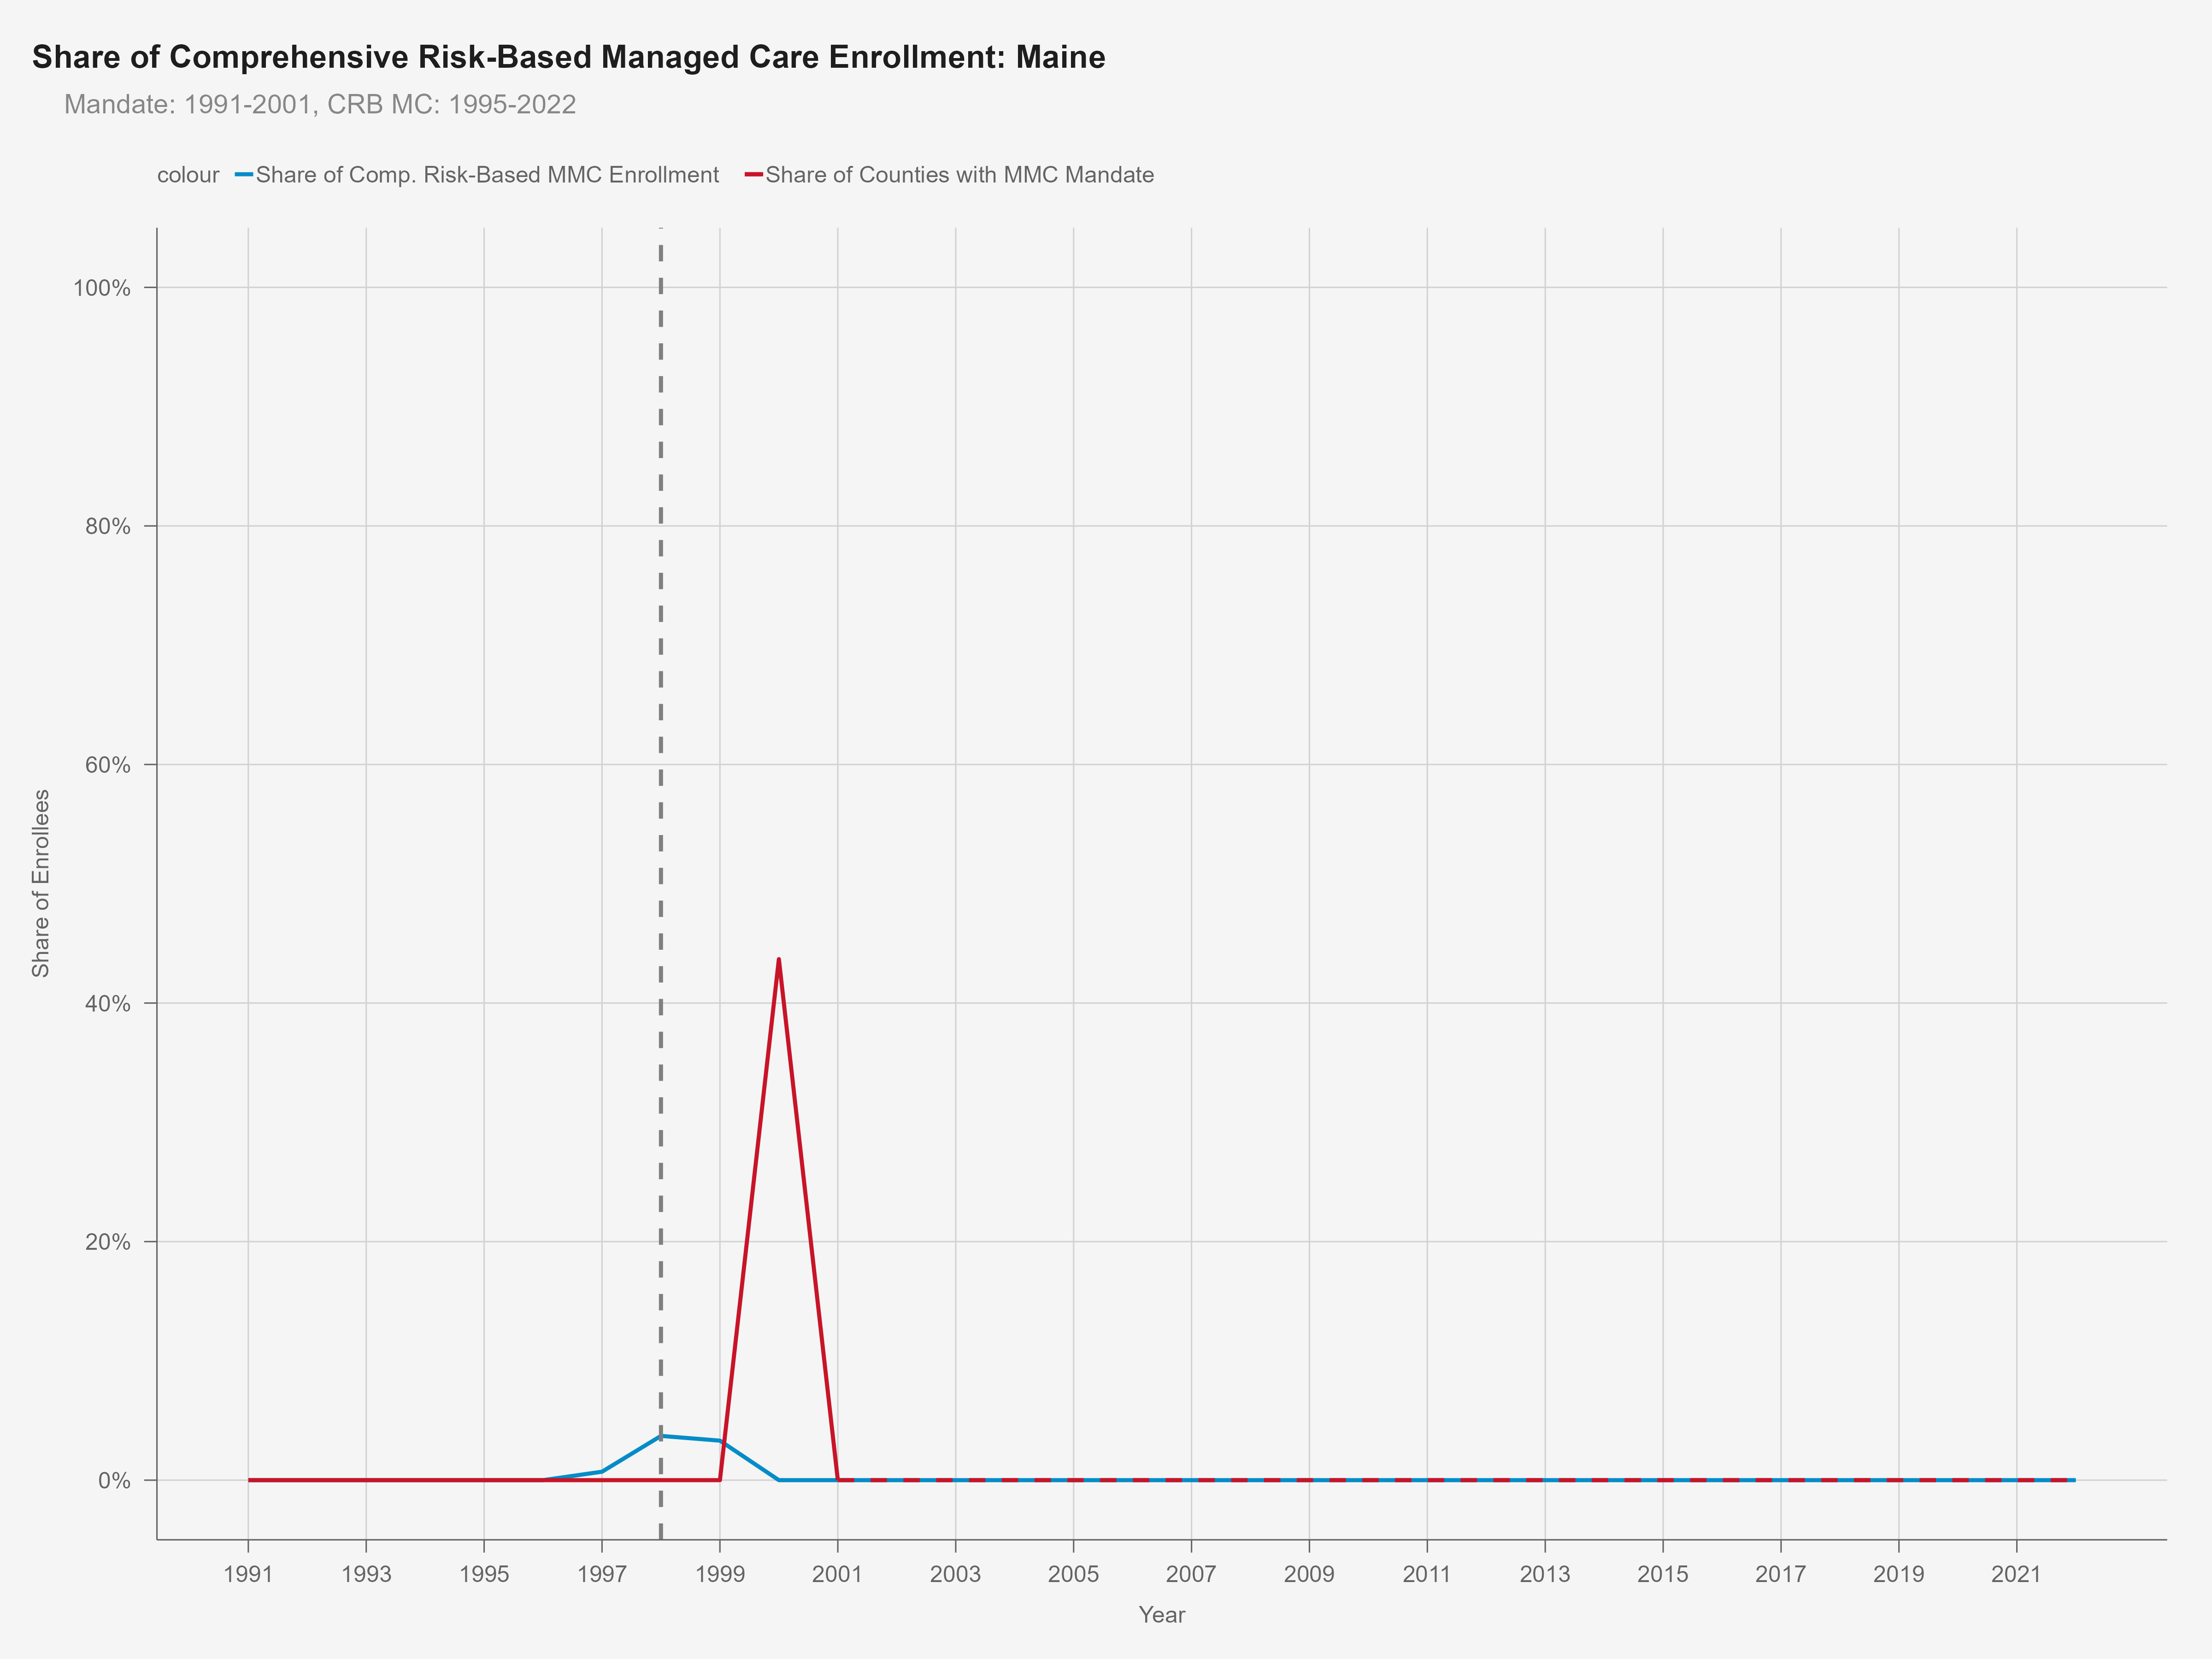 Share of Comprehensive Risk-Based Managed Care Enrollment: Maine
Mandate: 1991-2001, CRB MC: 1995-2022
colour Share of Comp. Risk-Based MMC Enrollment Share of Counties with MMC Mandate
Share of Enrollees
100%
80%
60%
40%
20%
0%
1991 1993 1995 1997 1999 2001 2003 2005 2007 2009 2011 2013 2015 2017 2019 2021
Year